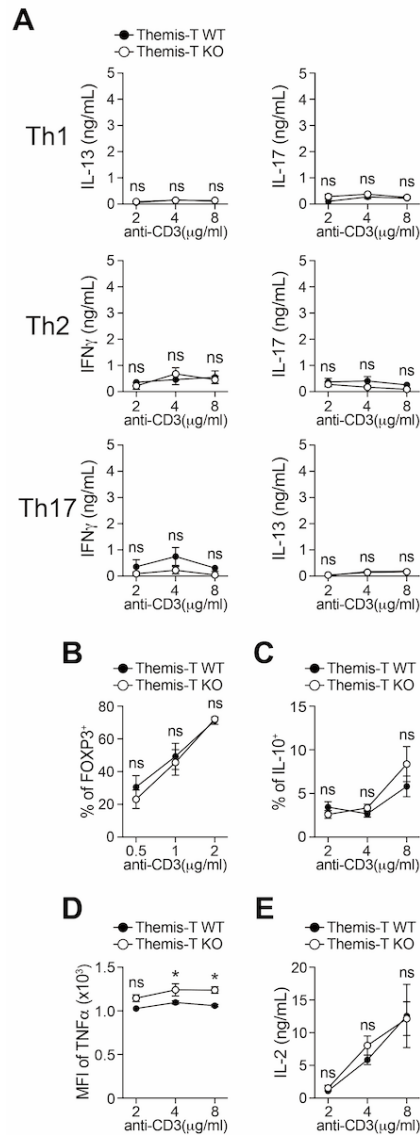 A
Themis-T WT
Themis-T KO
Th1
IL-13 (ng/mL)
5
4
3
2
1
0
ns ns ns
2 4 8
anti-CD3(μg/ml)
IL-17 (ng/mL)
5
4
3
2
1
0
ns ns ns
2 4 8
anti-CD3(μg/ml)
Th2
IFNγ (ng/mL)
5
4
3
2
1
0
ns ns ns
2 4 8
anti-CD3(μg/ml)
IL-17 (ng/mL)
5
4
3
2
1
0
ns ns ns
2 4 8
anti-CD3(μg/ml)
Th17
IFNγ (ng/mL)
5
4
3
2
1
0
ns ns ns
2 4 8
anti-CD3(μg/ml)
IL-13 (ng/mL)
5
4
3
2
1
0
ns ns ns
2 4 8
anti-CD3(μg/ml)
B
Themis-T WT
Themis-T KO
% of FOXP3⁺
80
60
40
20
0
ns ns ns
0.5 1 2
anti-CD3(μg/ml)
C
Themis-T WT
Themis-T KO
% of IL-10⁺
15
10
5
0
ns ns ns
2 4 8
anti-CD3(μg/ml)
D
Themis-T WT
Themis-T KO
MFI of TNFα (x10³)
1.5
1.0
0.0
ns * *
2 4 8
anti-CD3(μg/ml)
E
Themis-T WT
Themis-T KO
IL-2 (ng/mL)
20
15
10
5
0
ns ns ns
2 4 8
anti-CD3(μg/ml)